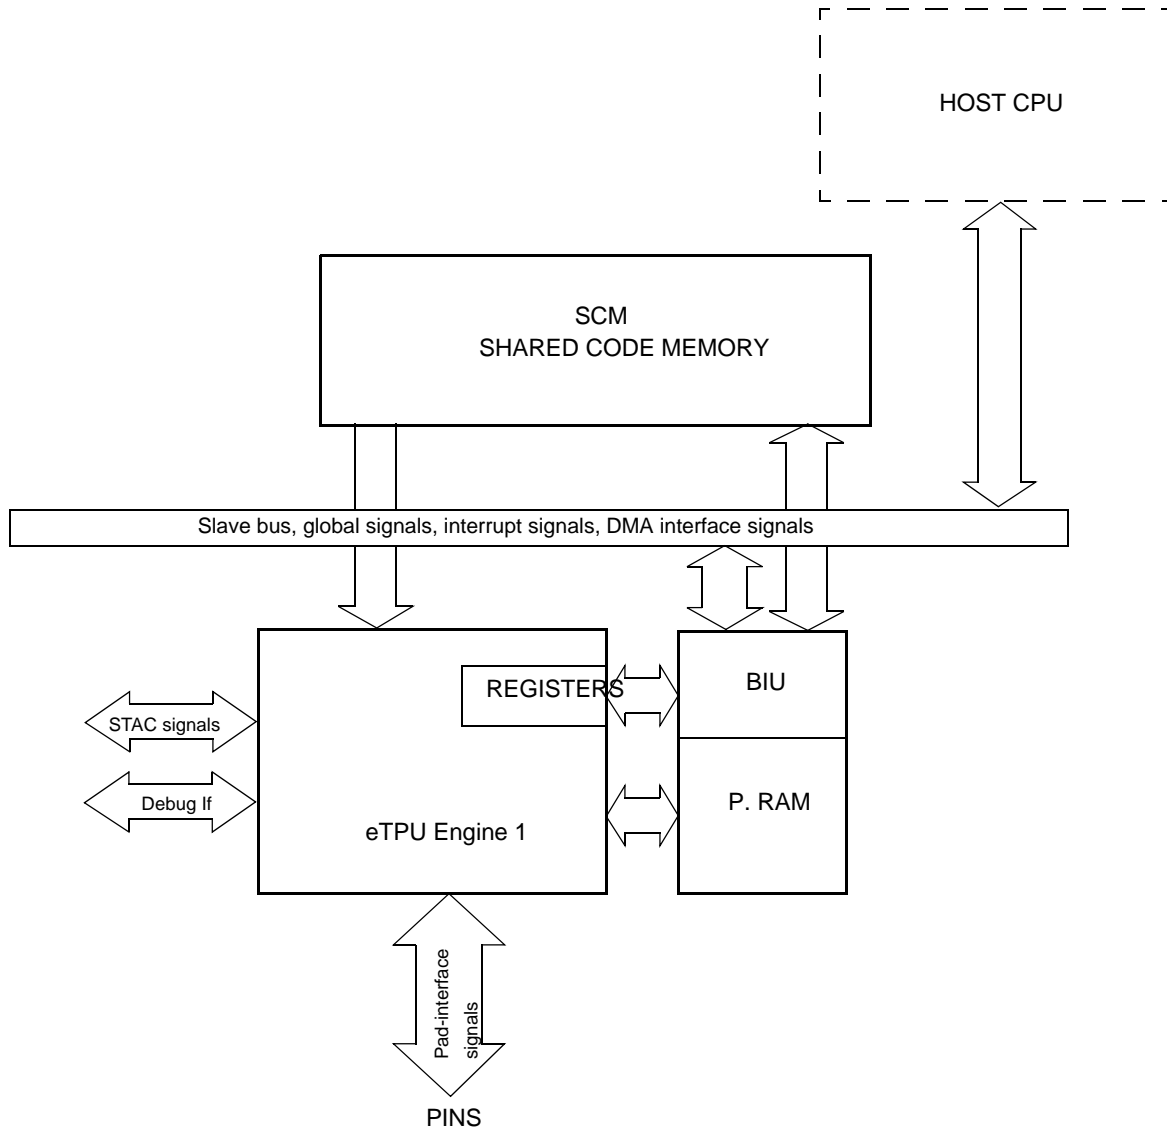 HOST CPU
SCM
SHARED CODE MEMORY
Slave bus, global signals, interrupt signals, DMA interface signals
REGISTERS
BIU
STAC signals
Debug If
P. RAM
eTPU Engine 1
Pad-interface
signals
PINS